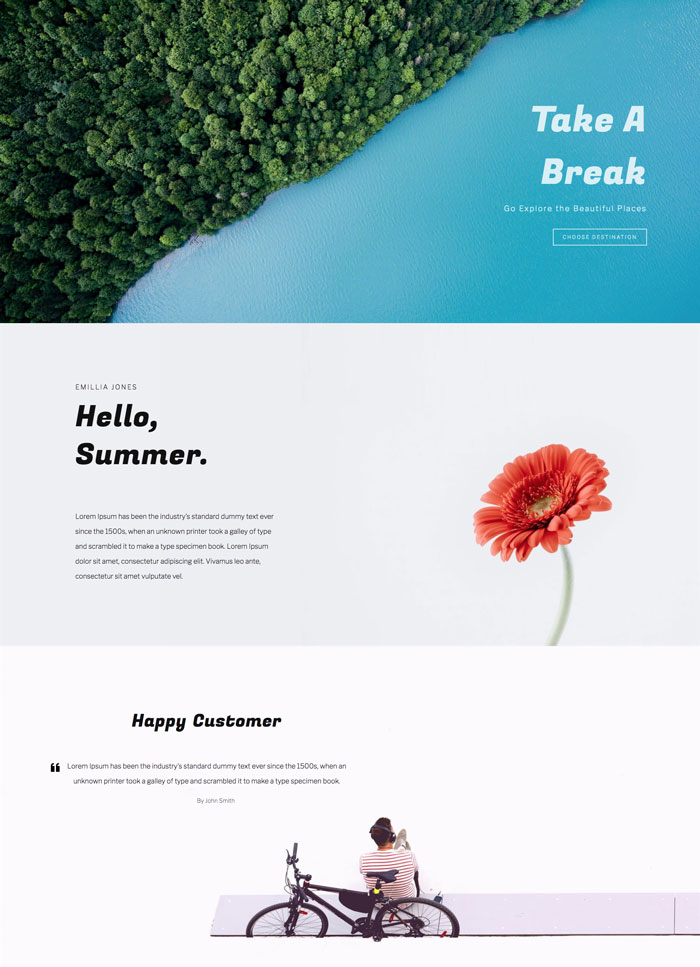 Take A
Break
Go Explore the Beautiful Places
CHOOSE DESTINATION
EMILLIA JONES
Hello,
Summer.
Lorem Ipsum has been the industry's standard dummy text ever
since the 1500s, when an unknown printer took a galley of type
and scrambled it to make a type specimen book. Lorem Ipsum
dolor sit amet, consectetur adipiscing elit. Vivamus leo ante,
consectetur sit amet vulputate vel.
Happy Customer
❝ Lorem Ipsum has been the industry's standard dummy text ever since the 1500s, when an
unknown printer took a galley of type and scrambled it to make a type specimen book.
By John Smith